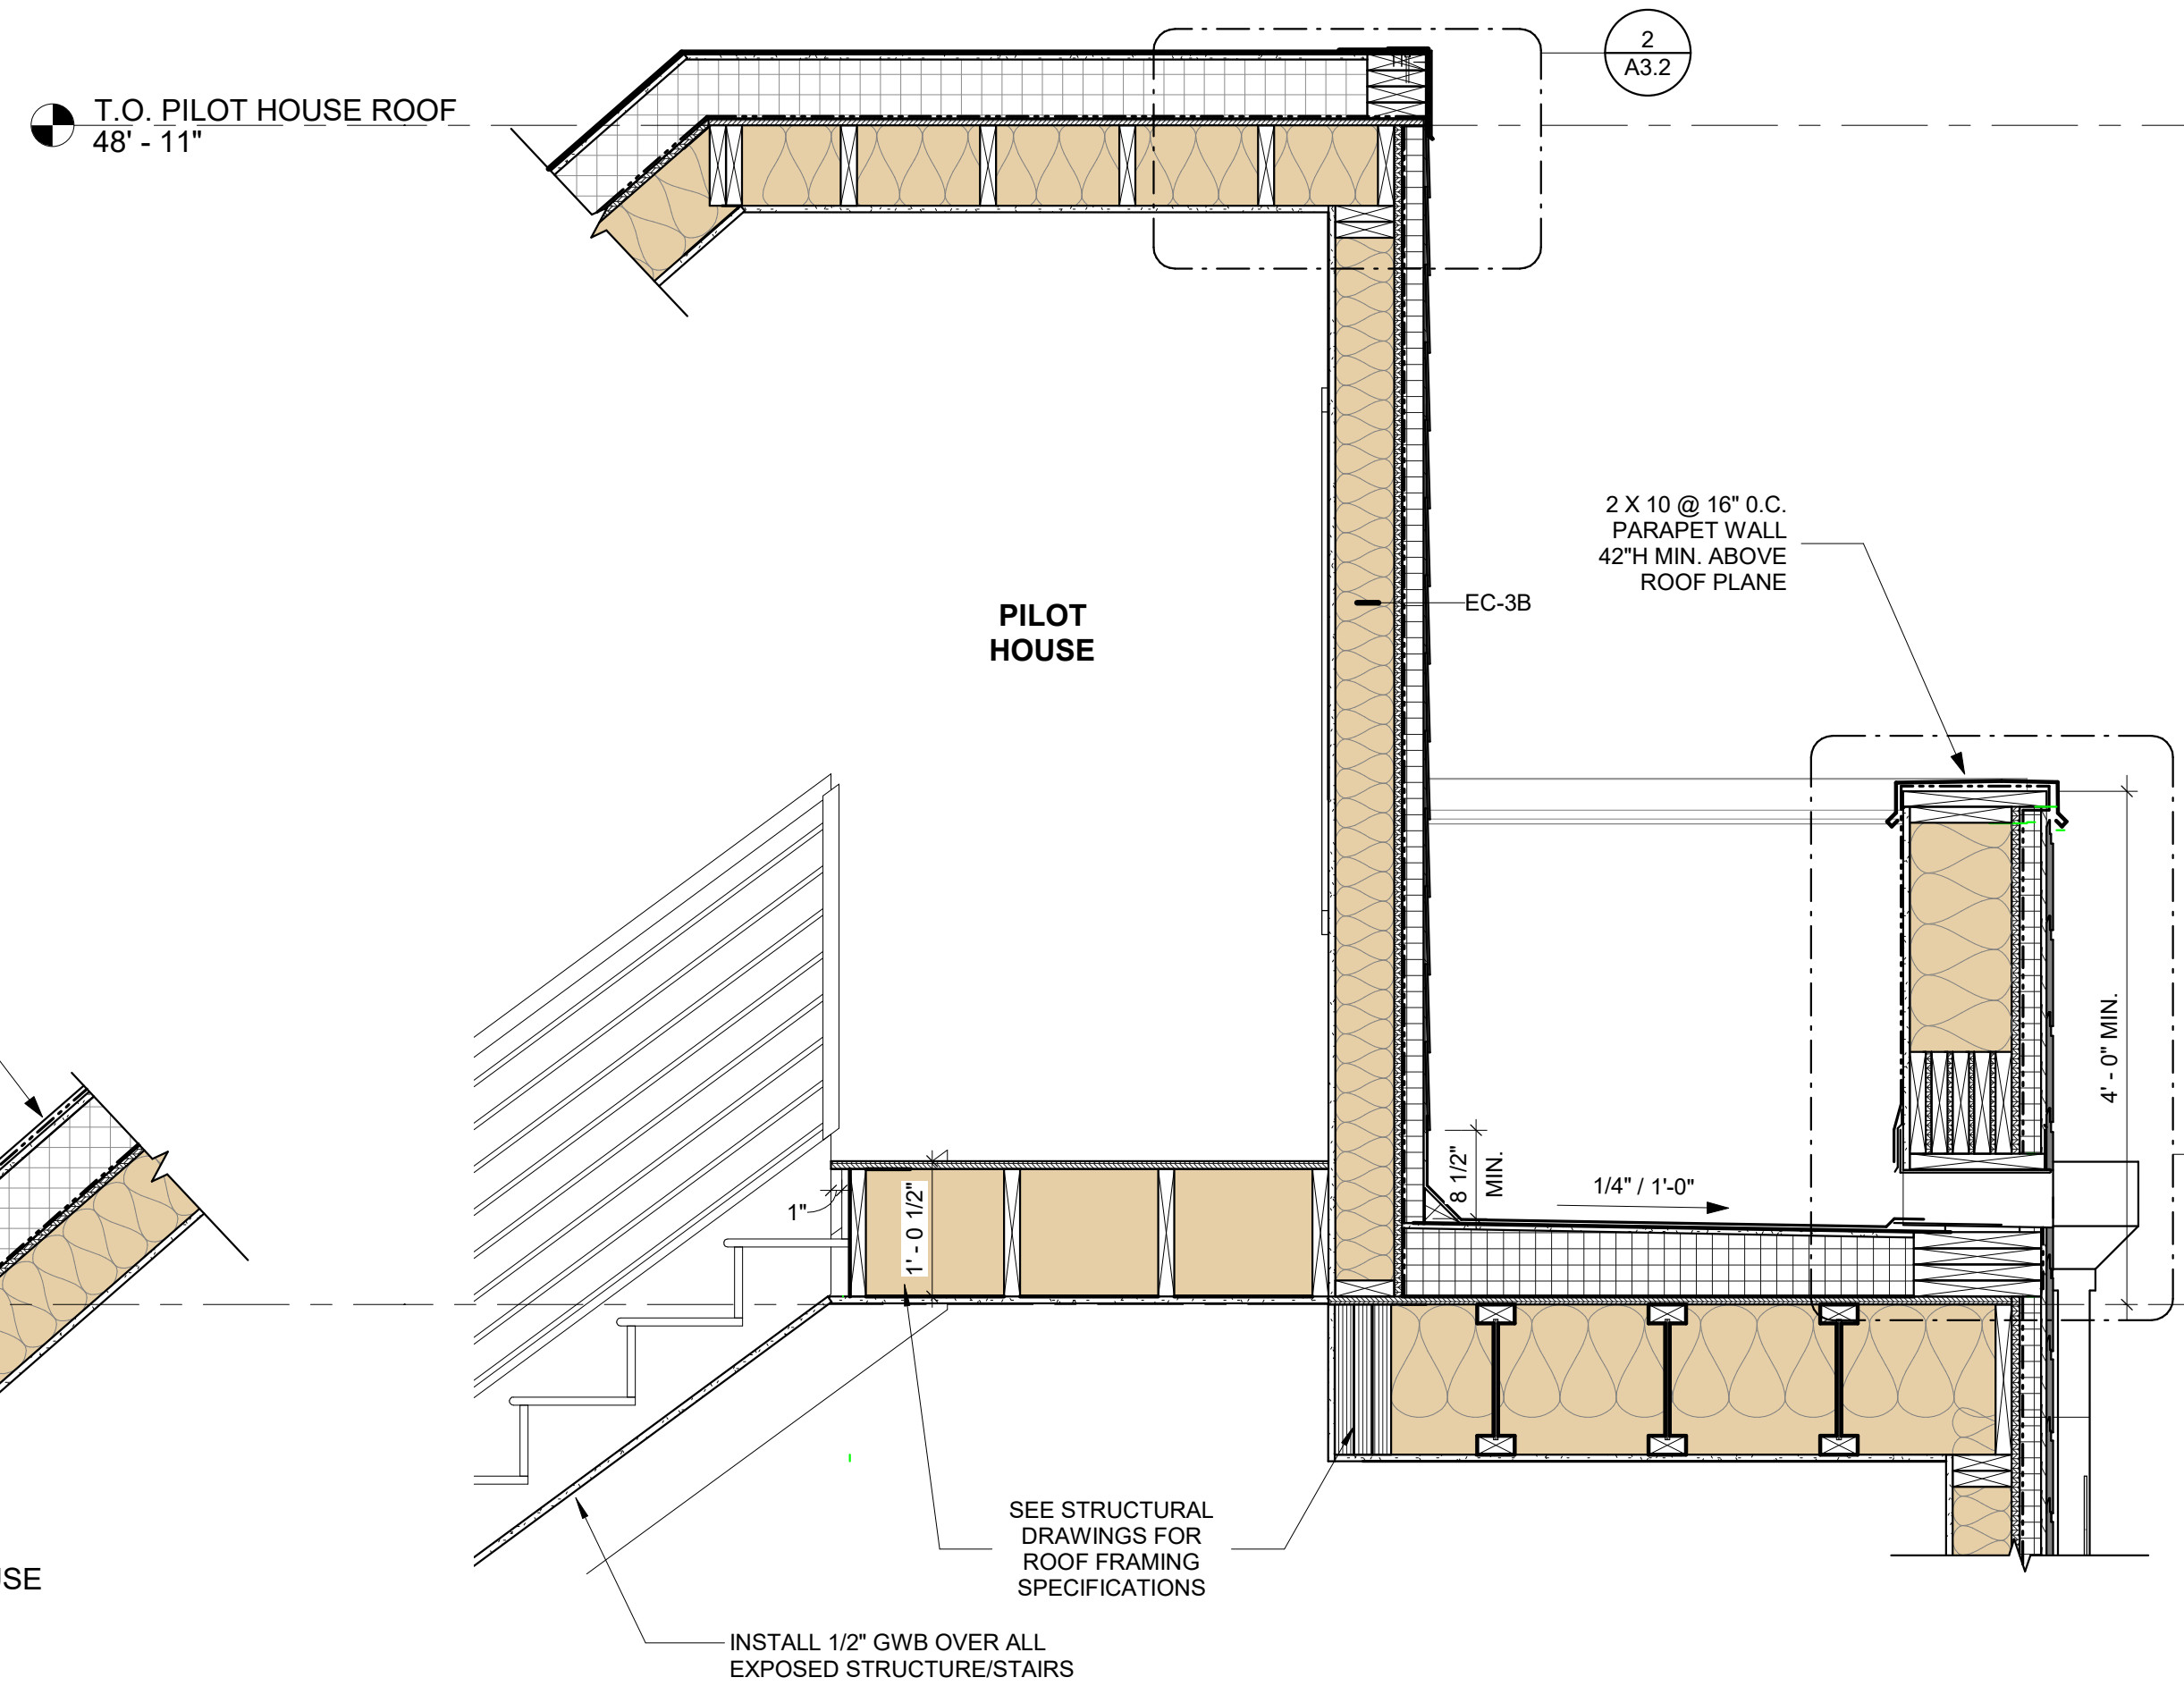 2
A3.2
T.O. PILOT HOUSE ROOF
48' - 11"
2 X 10 @ 16" 0.C.
PARAPET WALL
42"H MIN. ABOVE
ROOF PLANE
PILOT
HOUSE
EC-3B
4' - 0" MIN.
8 1/2"
MIN.
1/4" / 1'-0"
1"
1' - 0 1/2"
SEE STRUCTURAL
DRAWINGS FOR
ROOF FRAMING
SPECIFICATIONS
INSTALL 1/2" GWB OVER ALL
EXPOSED STRUCTURE/STAIRS